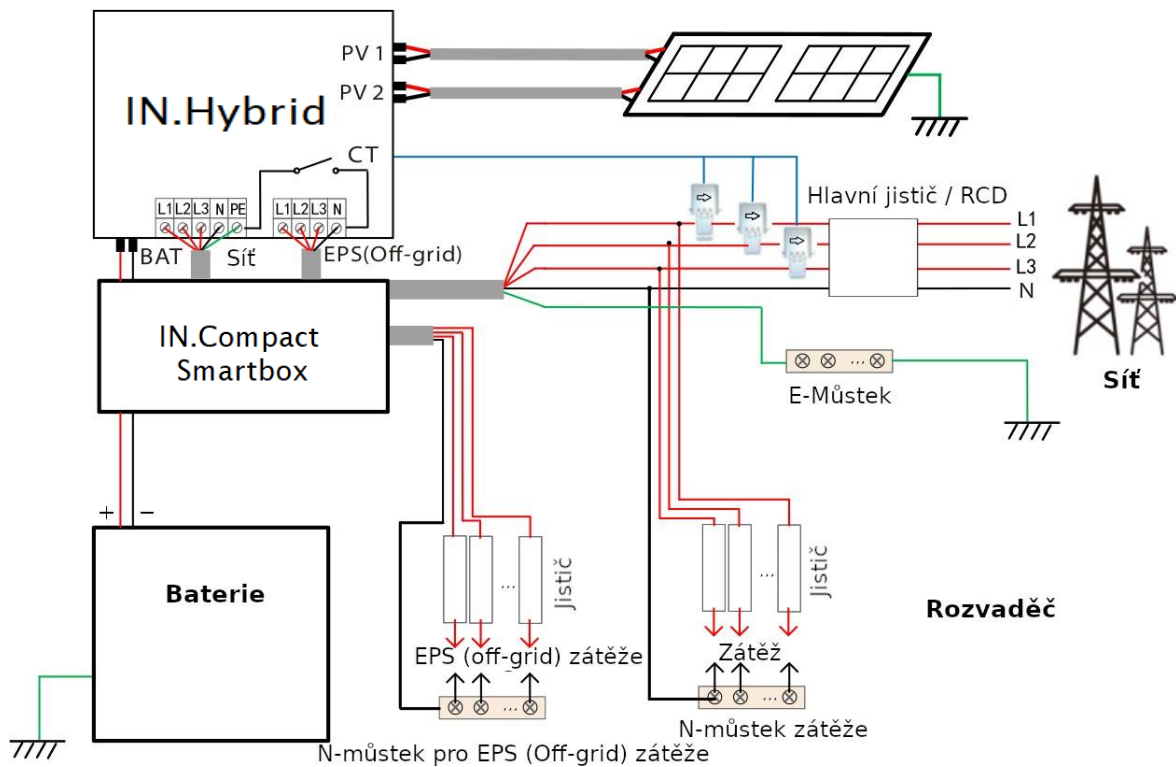 PV 1
PV 2
IN.Hybrid
CT
L1 L2 L3 N PE
L1 L2 L3 N
BAT
Síť
EPS(Off-grid)
Hlavní jistič / RCD
L1
L2
L3
N
IN.Compact
Smartbox
E-Můstek
Síť
+ −
Baterie
...
Jistič
...
Jistič
Rozvaděč
EPS (off-grid) zátěže
Zátěž
...
...
...
N-můstek zátěže
N-můstek pro EPS (Off-grid) zátěže